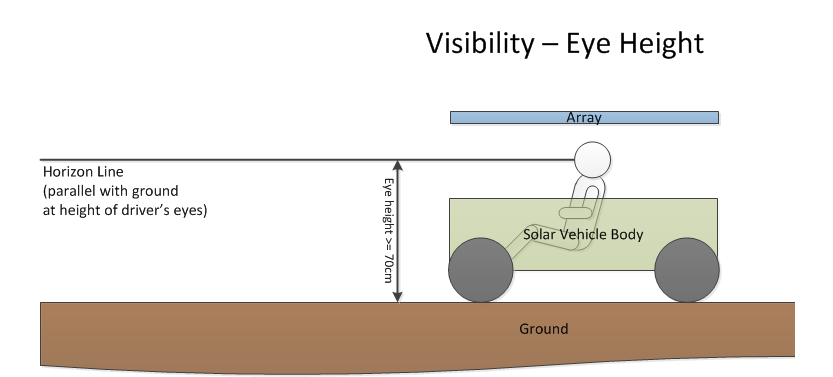 Visibility – Eye Height
Array
Horizon Line
(parallel with ground
at height of driver's eyes)
Eye height >= 70cm
Solar Vehicle Body
Ground